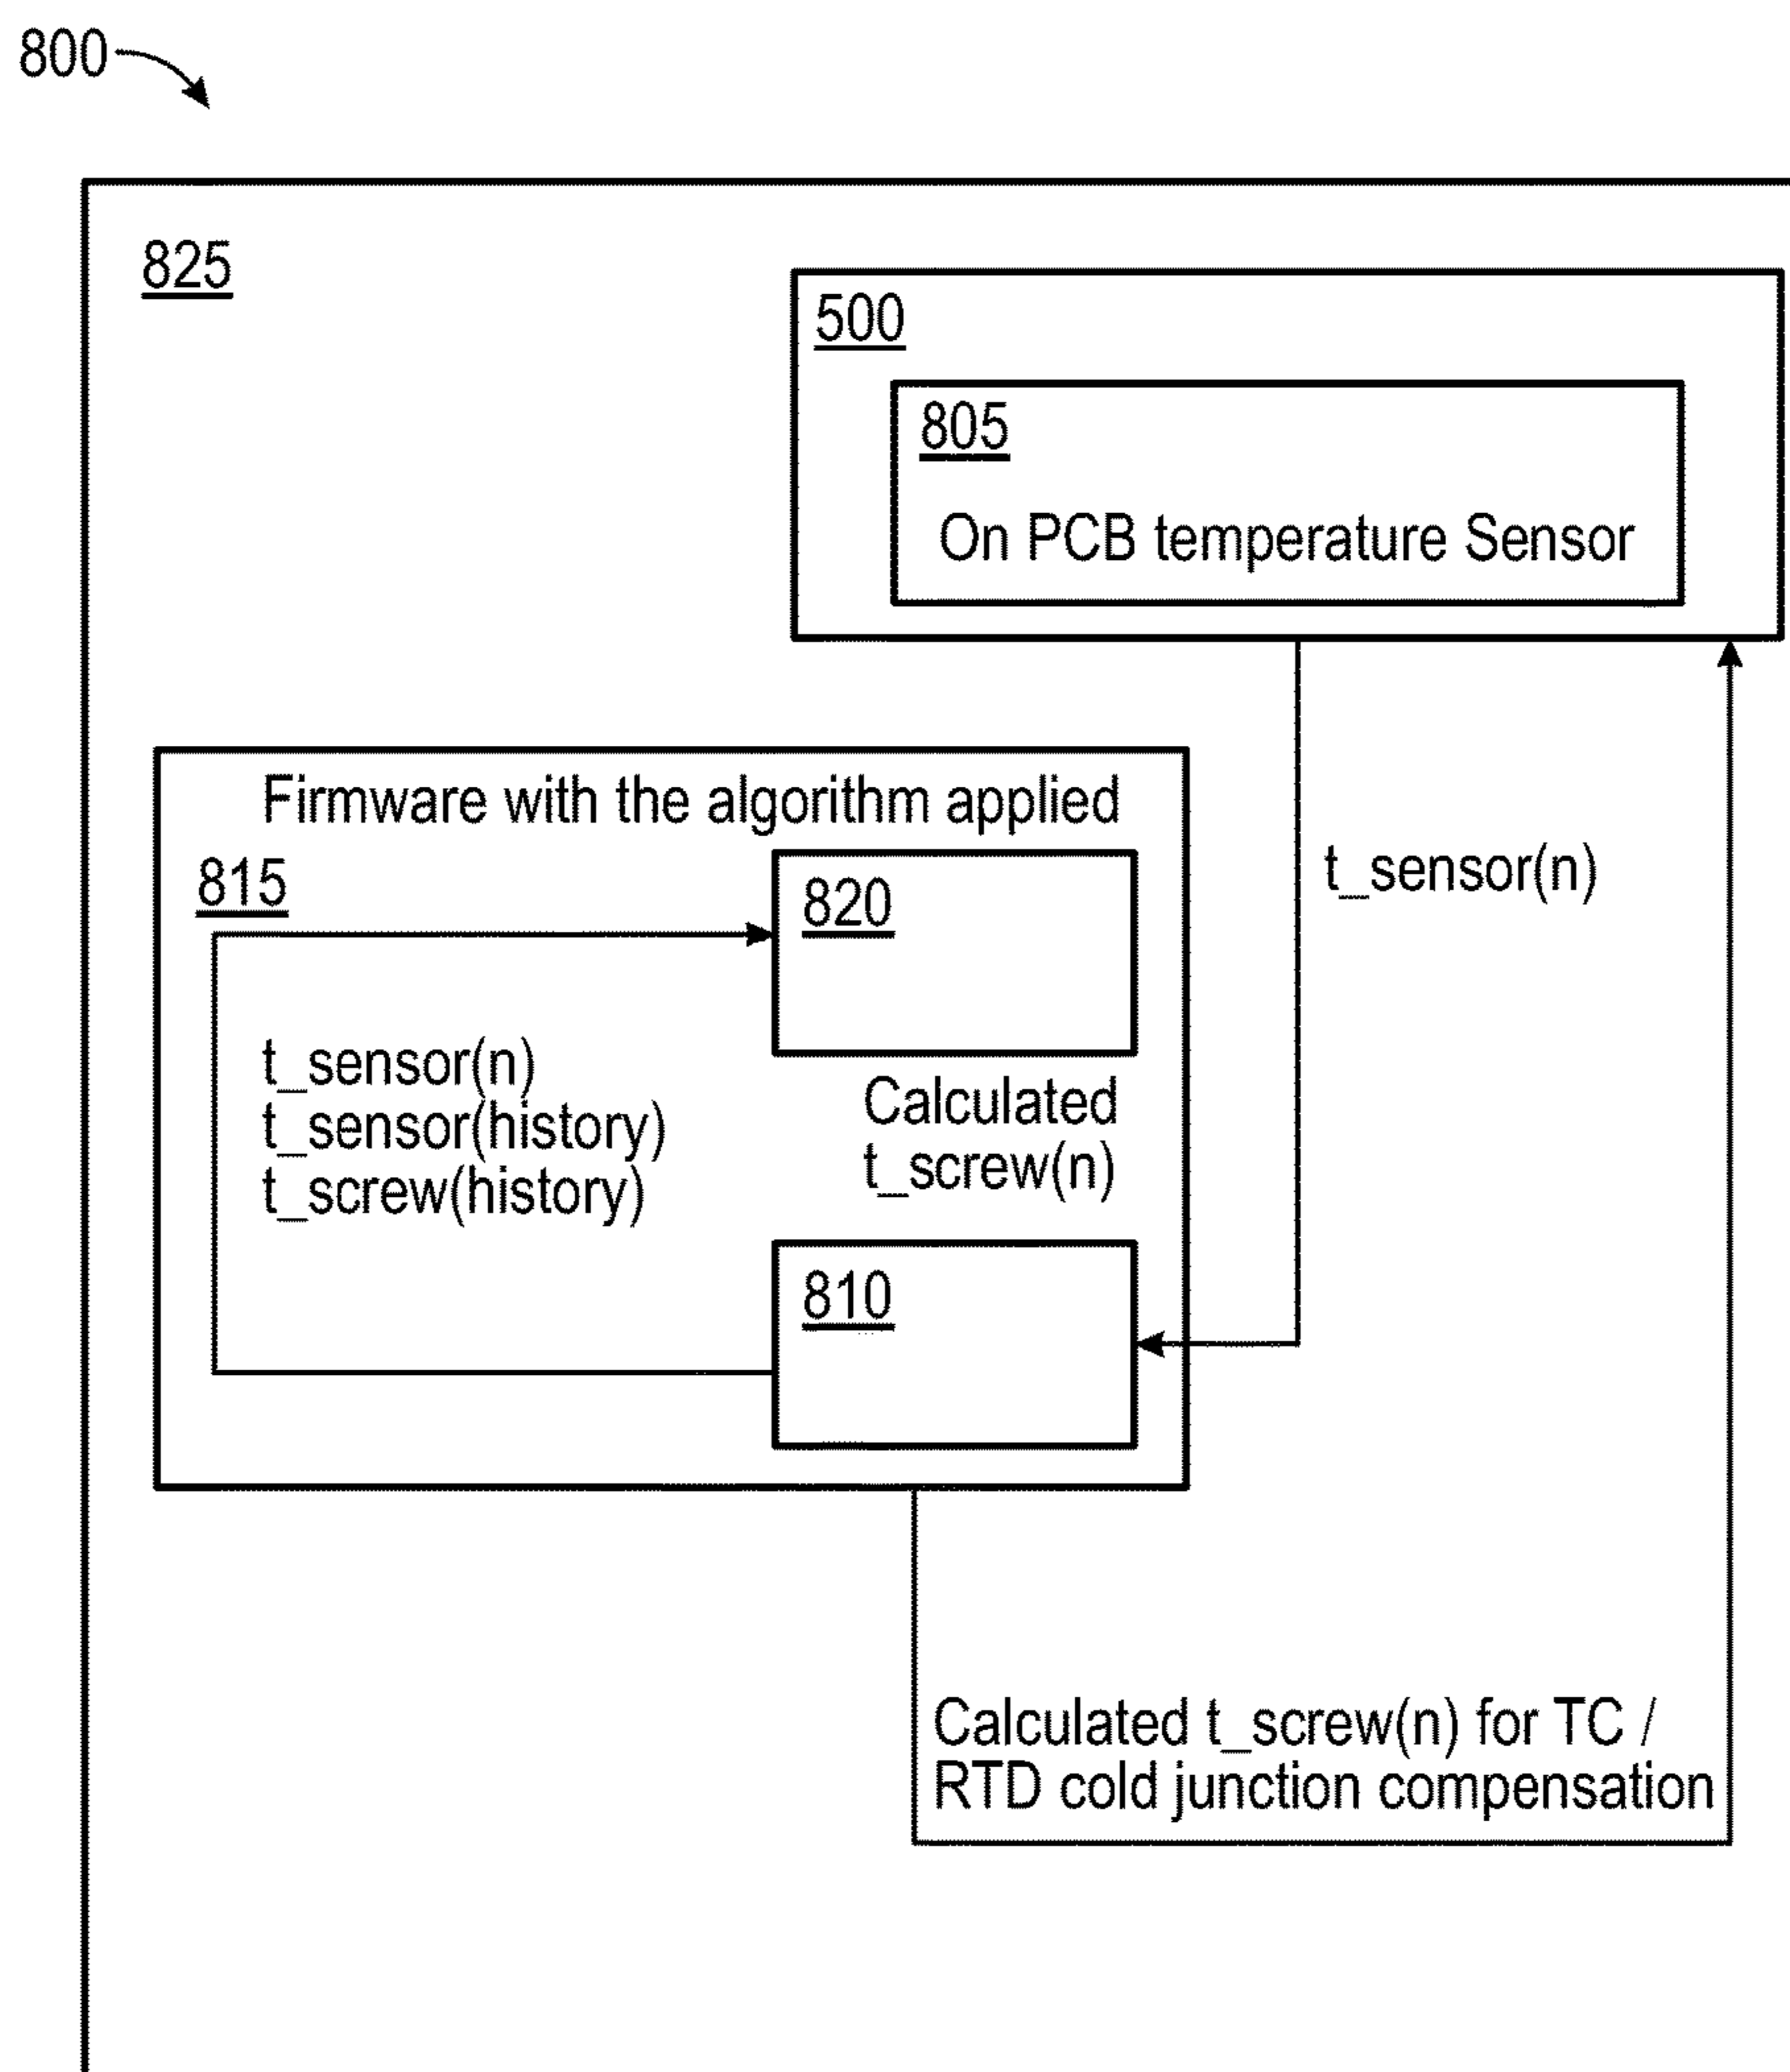 800
825
500
805
On PCB temperature Sensor
Firmware with the algorithm applied
815
820
t_sensor(n)
t_sensor(n)
t_sensor(history)
t_screw(history)
Calculated
t_screw(n)
810
Calculated t_screw(n) for TC /
RTD cold junction compensation